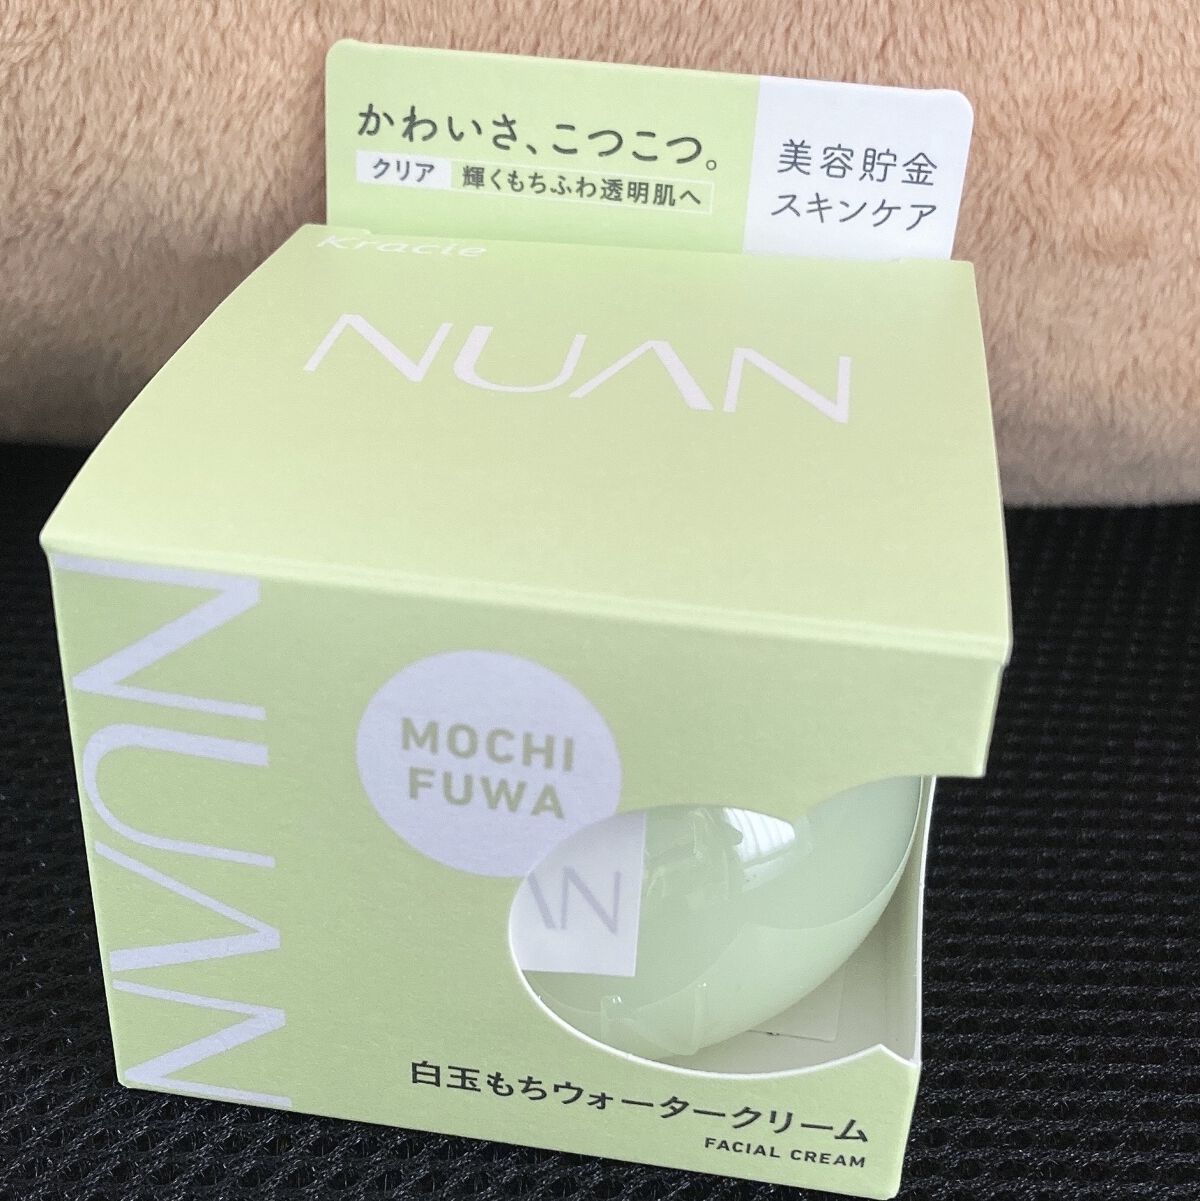 かわいさ、こつこつ。
クリア 輝くもちふわ透明肌へ
美容貯金
スキンケア
Kracie
NUAN
NUAN
MOCHI
FUWA
白玉もちウォータークリーム
FACIAL CREAM